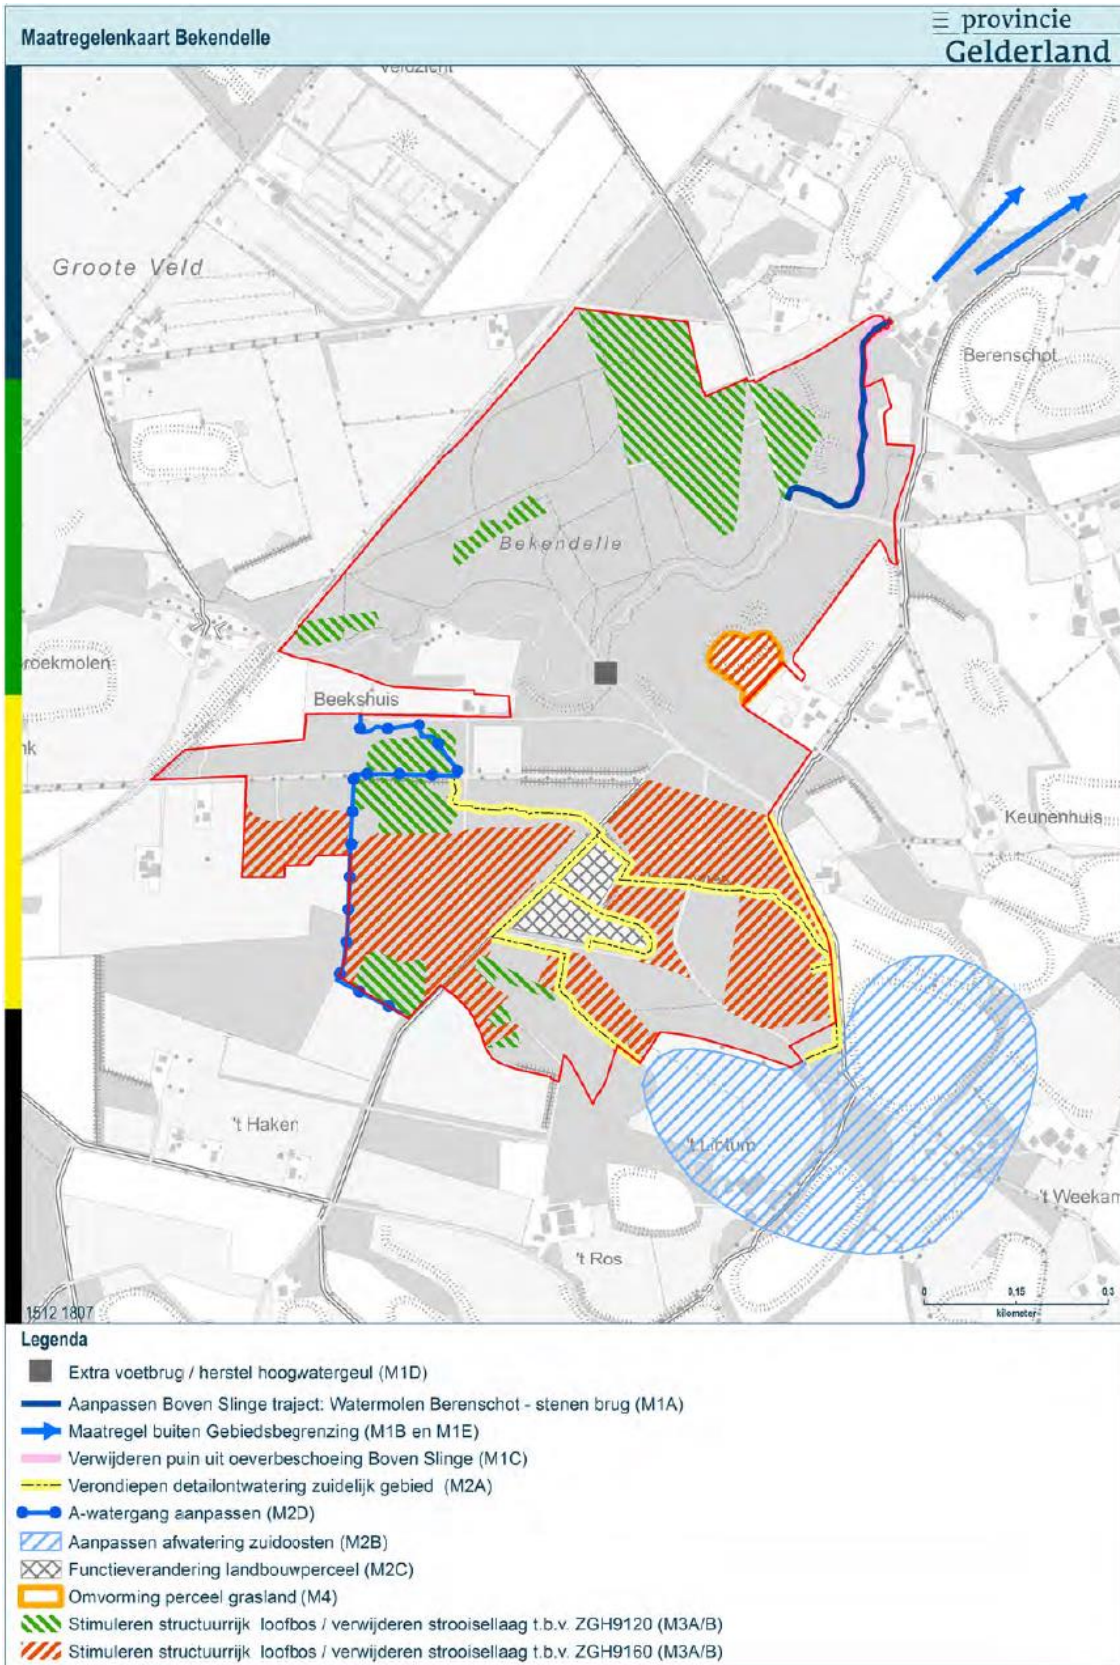 Maatregelenkaart Bekendelle
provincie
Gelderland
Veldzicht
Groote Veld
Berenschot
Bekendelle
Beekshuis
Keunenhuis
't Haken
't Weekam
't Ros
0 0,15 0,3
kilometer
1512 1807
Legenda
Extra voetbrug / herstel hoogwatergeul (M1D)
Aanpassen Boven Slinge traject: Watermolen Berenschot - stenen brug (M1A)
Maatregel buiten Gebiedsbegrenzing (M1B en M1E)
Verwijderen puin uit oeverbeschoeing Boven Slinge (M1C)
Verondiepen detailontwatering zuidelijk gebied (M2A)
A-watergang aanpassen (M2D)
Aanpassen afwatering zuidoosten (M2B)
Functieverandering landbouwperceel (M2C)
Omvorming perceel grasland (M4)
Stimuleren structuurrijk loofbos / verwijderen strooisellaag t.b.v. ZGH9120 (M3A/B)
Stimuleren structuurrijk loofbos / verwijderen strooisellaag t.b.v. ZGH9160 (M3A/B)